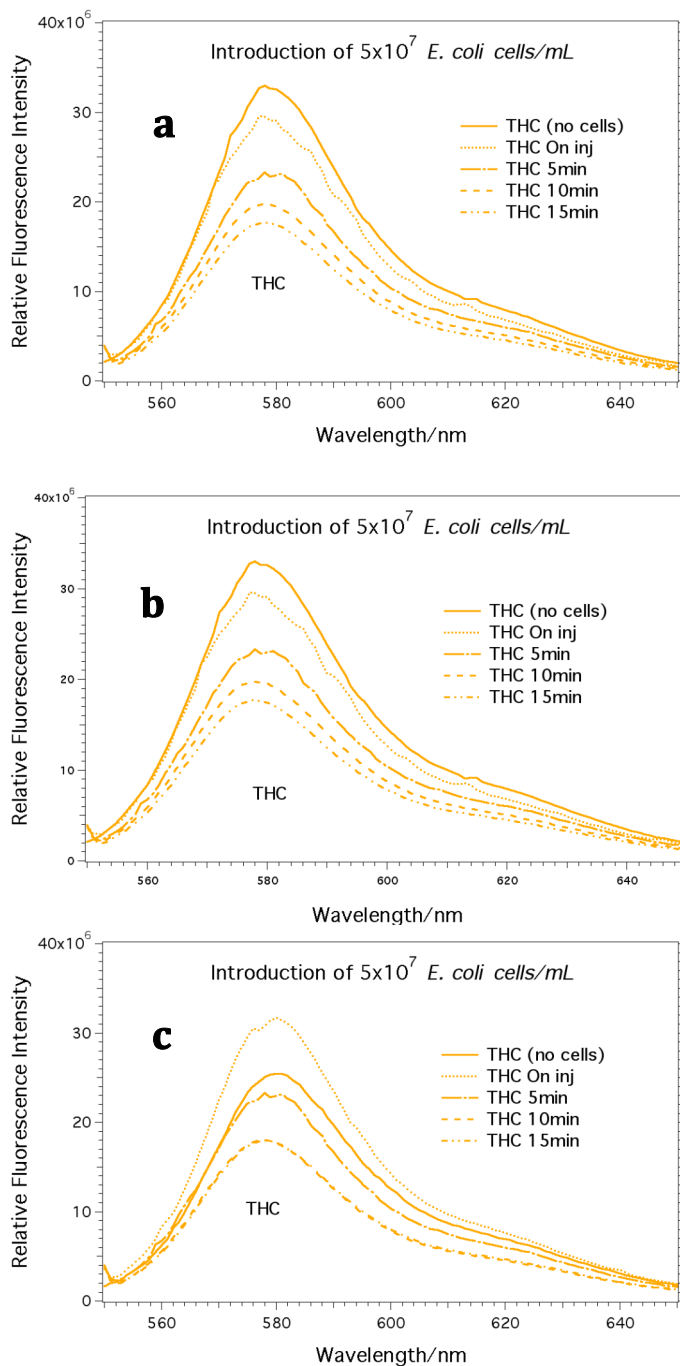 40x10⁶
Introduction of 5x10⁷ E. coli cells/mL
a
30
THC (no cells)
THC On inj
THC 5min
THC 10min
THC 15min
20
10
THC
0
560 580 600 620 640
Wavelength/nm
Relative Fluorescence Intensity
40x10⁶
Introduction of 5x10⁷ E. coli cells/mL
b
30
THC (no cells)
THC On inj
THC 5min
THC 10min
THC 15min
20
10
THC
0
560 580 600 620 640
Wavelength/nm
Relative Fluorescence Intensity
40x10⁶
Introduction of 5x10⁷ E. coli cells/mL
c
30
THC (no cells)
THC On inj
THC 5min
THC 10min
THC 15min
20
10
THC
0
560 580 600 620 640
Wavelength/nm
Relative Fluorescence Intensity